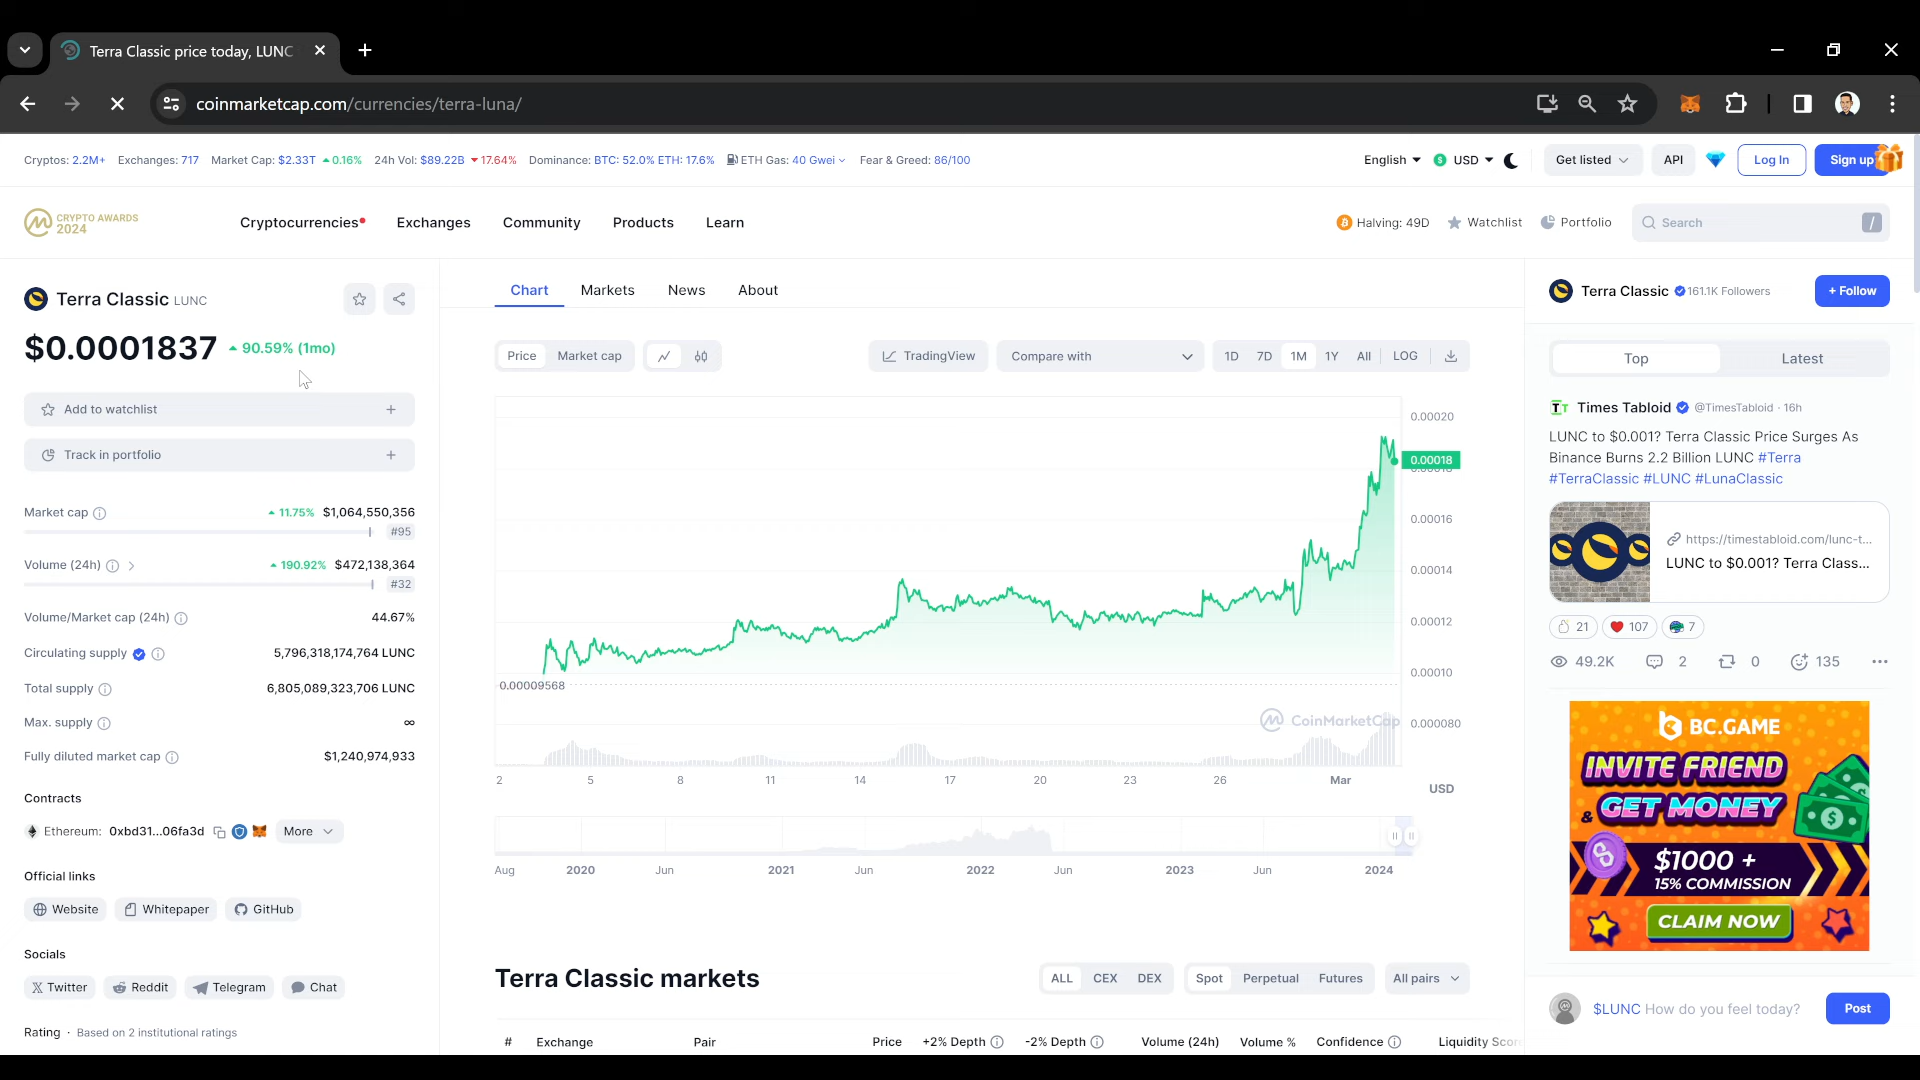 Terra Classic price today, LUNC
coinmarketcap.com/currencies/terra-luna/
Cryptos: 2.2M+ Exchanges: 717 Market Cap: $2.33T 0.16% 24h Vol: $89.22B 17.64% Dominance: BTC: 52.0% ETH: 17.6% ETH Gas: 40 Gwei Fear & Greed: 86/100
English USD Get listed API Log In Sign up
CRYPTO AWARDS
2024
Cryptocurrencies Exchanges Community Products Learn
Halving: 49D Watchlist Portfolio Search /
Terra Classic LUNC
$0.0001837 90.59% (1mo)
Add to watchlist +
Track in portfolio +
Market cap 11.75% $1,064,550,356
#95
Volume (24h) 190.92% $472,138,364
#32
Volume/Market cap (24h) 44.67%
Circulating supply 5,796,318,174,764 LUNC
Total supply 6,805,089,323,706 LUNC
Max. supply ∞
Fully diluted market cap $1,240,974,933
Contracts
Ethereum: 0xbd31...06fa3d More
Official links
Website Whitepaper GitHub
Socials
Twitter Reddit Telegram Chat
Rating · Based on 2 institutional ratings
Chart Markets News About
Price Market cap TradingView Compare with 1D 7D 1M 1Y All LOG
0.00020
0.00018
0.00016
0.00014
0.00012
0.00010
0.00009568
0.000080
CoinMarketCap
2 5 8 11 14 17 20 23 26 Mar
USD
Aug 2020 Jun 2021 Jun 2022 Jun 2023 Jun 2024
Terra Classic markets
ALL CEX DEX Spot Perpetual Futures All pairs
# Exchange Pair Price +2% Depth -2% Depth Volume (24h) Volume % Confidence Liquidity
Terra Classic 161.1K Followers + Follow
Top Latest
Times Tabloid @TimesTabloid · 16h
LUNC to $0.001? Terra Classic Price Surges As
Binance Burns 2.2 Billion LUNC #Terra
#TerraClassic #LUNC #LunaClassic
https://timestabloid.com/lunc-t...
LUNC to $0.001? Terra Class...
21 107 7
49.2K 2 0 135
BC.GAME
INVITE FRIEND
& GET MONEY
$1000 +
15% COMMISSION
CLAIM NOW
$LUNC How do you feel today? Post